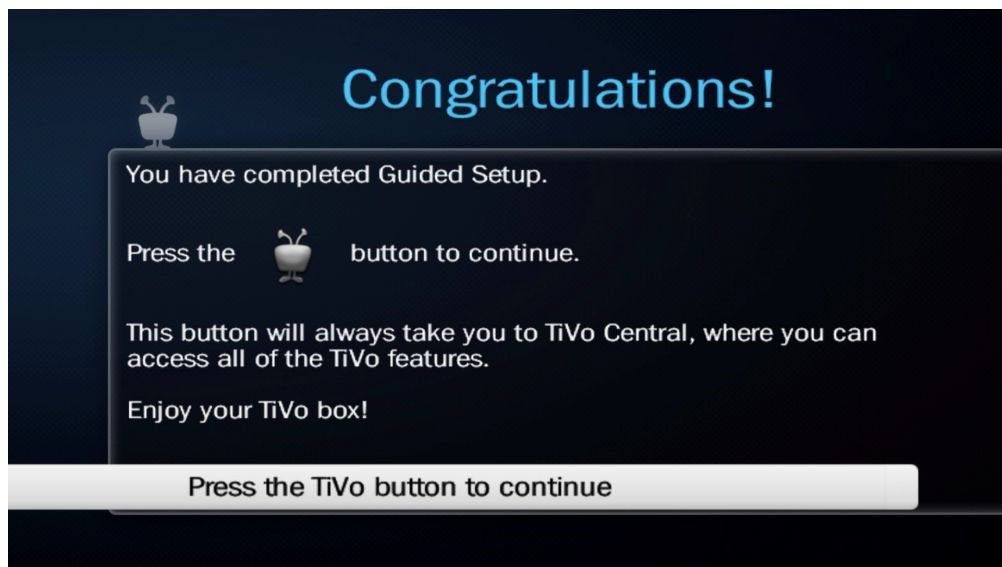 Congratulations!
You have completed Guided Setup.
Press the button to continue.
This button will always take you to TiVo Central, where you can
access all of the TiVo features.
Enjoy your TiVo box!
Press the TiVo button to continue